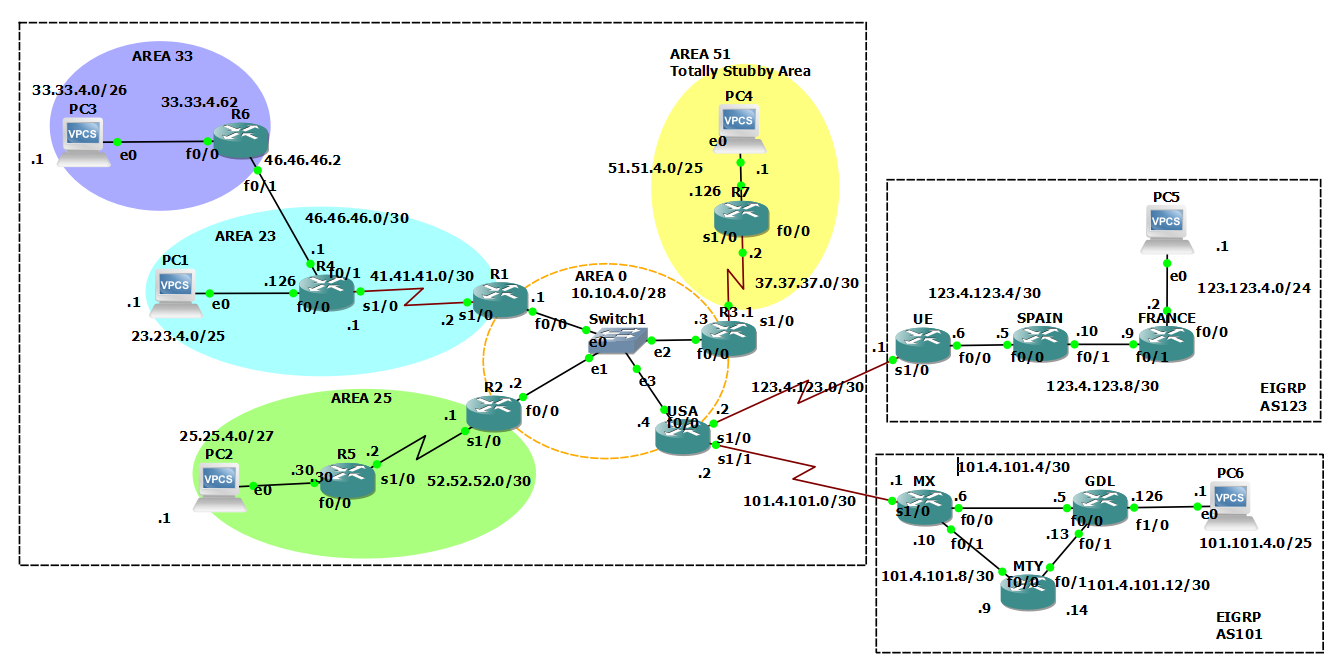 AREA 33
33.33.4.0/26
PC3
VPCS
.1
e0
33.33.4.62
R6
f0/0
f0/1
46.46.46.2
46.46.46.0/30
AREA 23
PC1
VPCS
.1
e0
23.23.4.0/25
.126
.1
R4
f0/1
f0/0
s1/0
.1
41.41.41.0/30
R1
.2
s1/0
.1
f0/0
AREA 0
10.10.4.0/28
Switch1
e0
e1
e2
e3
AREA 51
Totally Stubby Area
PC4
VPCS
e0
51.51.4.0/25
.1
.126
R7
s1/0
f0/0
.2
37.37.37.0/30
R3
.1
s1/0
.3
f0/0
AREA 25
25.25.4.0/27
PC2
VPCS
.1
e0
.30
.30
R5
f0/0
.2
s1/0
52.52.52.0/30
R2
.2
.1
f0/0
s1/0
USA
f0/0
.4
.2
s1/0
s1/1
.2
123.4.123.0/30
101.4.101.0/30
UE
.1
s1/0
.6
f0/0
123.4.123.4/30
SPAIN
.5
f0/0
.10
f0/1
123.4.123.8/30
PC5
VPCS
.1
e0
123.123.4.0/24
.2
FRANCE
.9
f0/1
f0/0
EIGRP
AS123
101.4.101.4/30
MX
.1
s1/0
.6
f0/0
.10
f0/1
101.4.101.8/30
GDL
.5
f0/0
.126
f1/0
.13
f0/1
PC6
VPCS
.1
e0
101.101.4.0/25
MTY
f0/0
f0/1
101.4.101.12/30
.9
.14
EIGRP
AS101